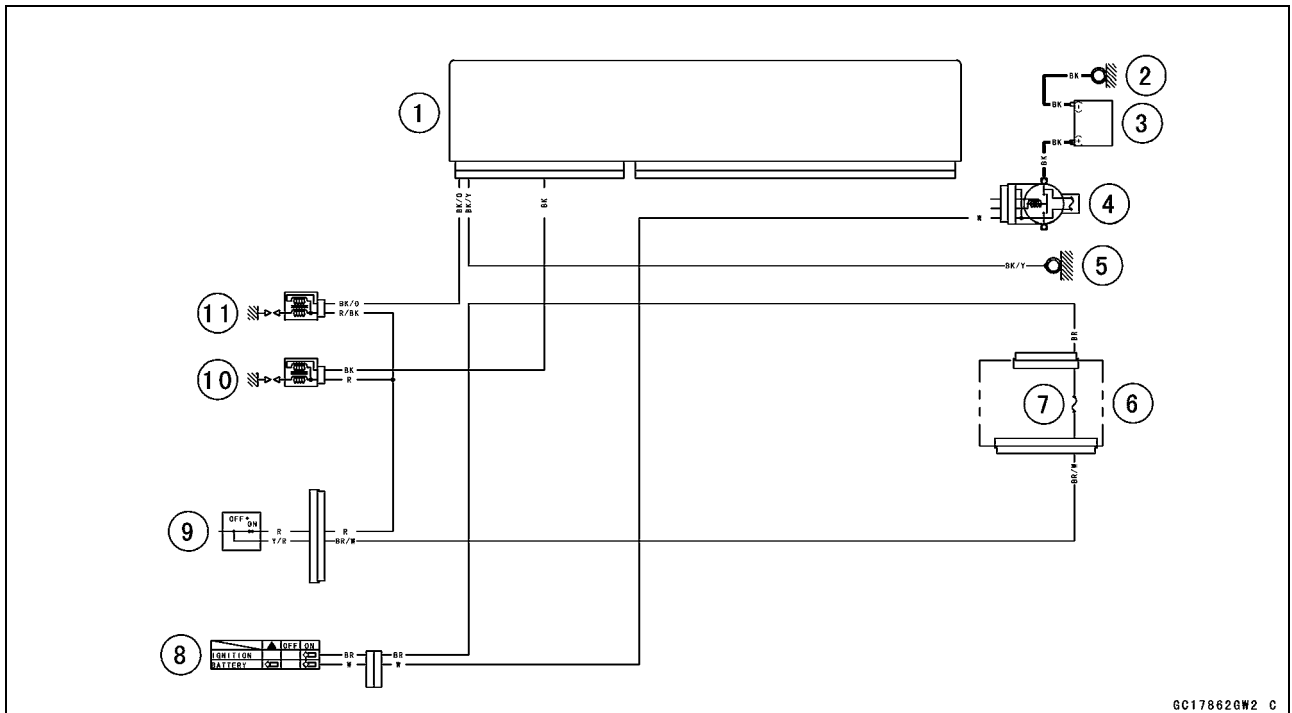 1
BK/O
BK/Y
BK
BK
2
BK
3
BK
BK
4
W
BK/Y
5
11
BK/O
R/BK
10
BK
R
BR
7
6
BR/W
9
OFF
ON
R
Y/R
R
BR/W
8
OFF ON
IGNITION
BATTERY
BR
W
BR
W
GC17862GW2 C